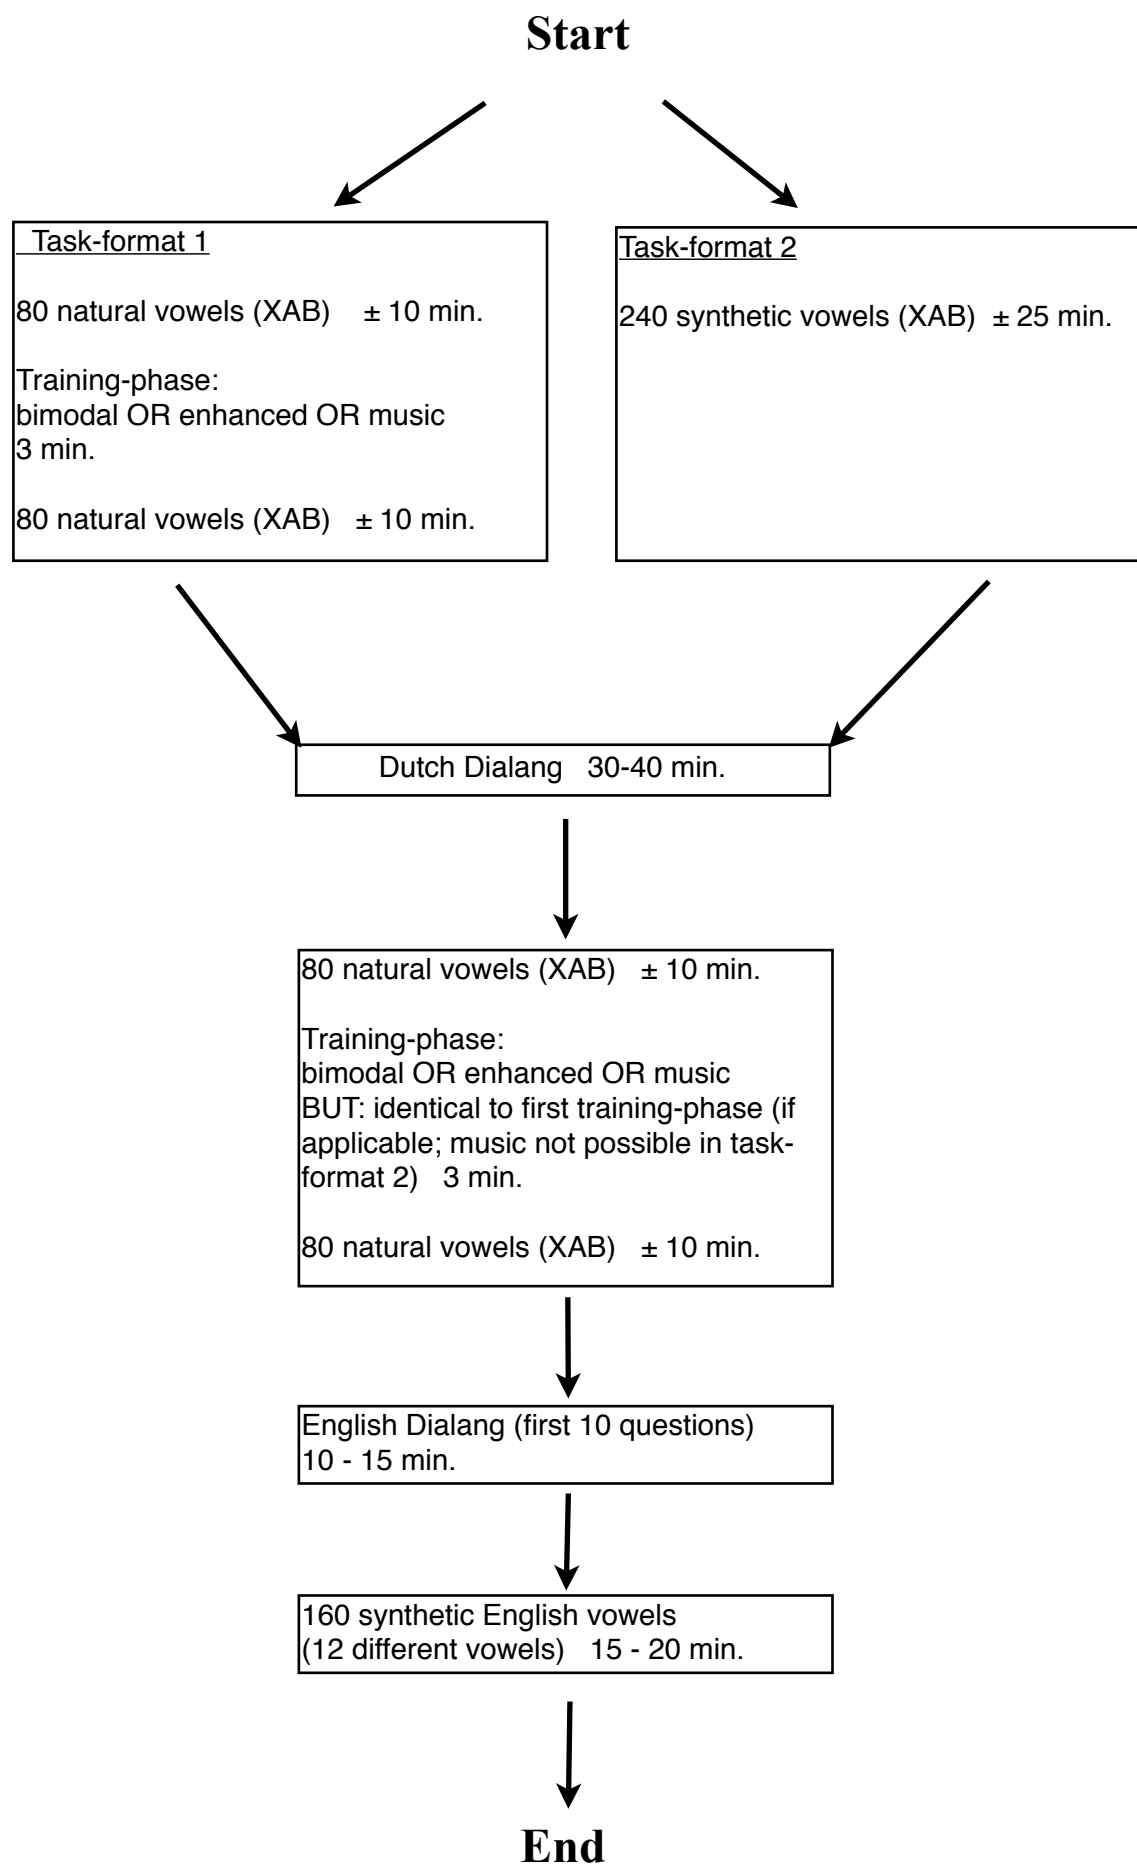 Start
Task-format 1
80 natural vowels (XAB) ± 10 min.
Training-phase:
bimodal OR enhanced OR music
3 min.
80 natural vowels (XAB) ± 10 min.
Task-format 2
240 synthetic vowels (XAB) ± 25 min.
Dutch Dialang 30-40 min.
80 natural vowels (XAB) ± 10 min.
Training-phase:
bimodal OR enhanced OR music
BUT: identical to first training-phase (if
applicable; music not possible in task-
format 2) 3 min.
80 natural vowels (XAB) ± 10 min.
English Dialang (first 10 questions)
10 - 15 min.
160 synthetic English vowels
(12 different vowels) 15 - 20 min.
End